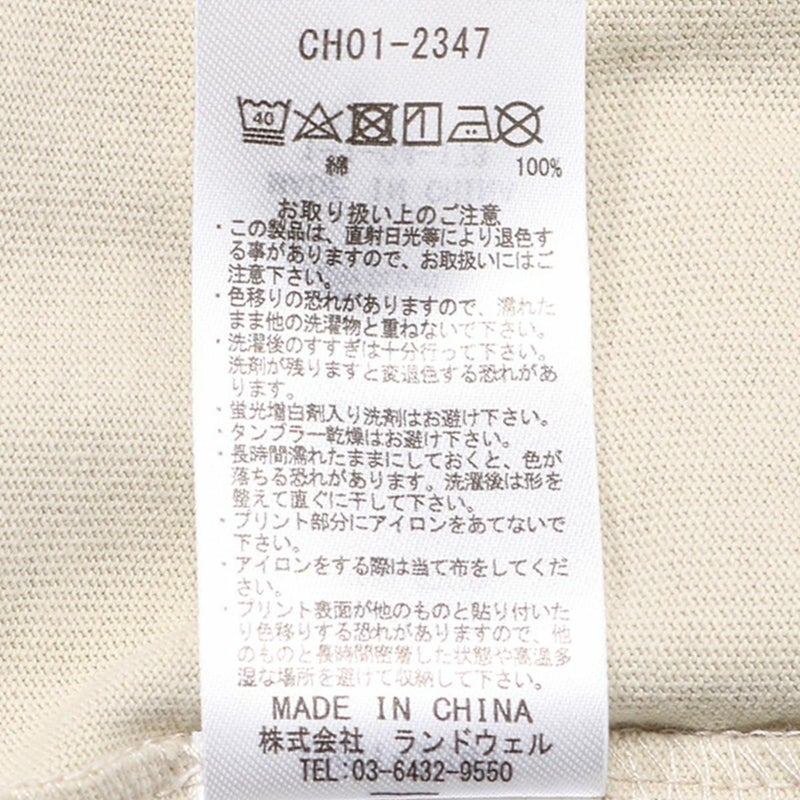 CH01-2347
40
綿 100%
お取り扱い上のご注意
・この製品は、直射日光等により退色す
る事がありますので、お取扱いにはご
注意下さい。
・色移りの恐れがありますので、濡れた
まま他の洗濯物と重ねないで下さい。
・洗濯後のすすぎは十分行って下さい。
洗剤が残りますと変退色する恐れがあ
ります。
・蛍光増白剤入り洗剤はお避け下さい。
・タンブラー乾燥はお避け下さい。
・長時間濡れたままにしておくと、色が
落ちる恐れがあります。洗濯後は形を
整えて直ぐに干して下さい。
・プリント部分にアイロンをあてないで
下さい。
・アイロンをする際は当て布をしてくだ
さい。
・プリント表面が他のものと貼り付いた
り色移りする恐れがありますので、他
のものと長時間密着した状態や高温多
湿な場所を避けて収納して下さい。
MADE IN CHINA
株式会社 ランドウェル
TEL:03-6432-9550